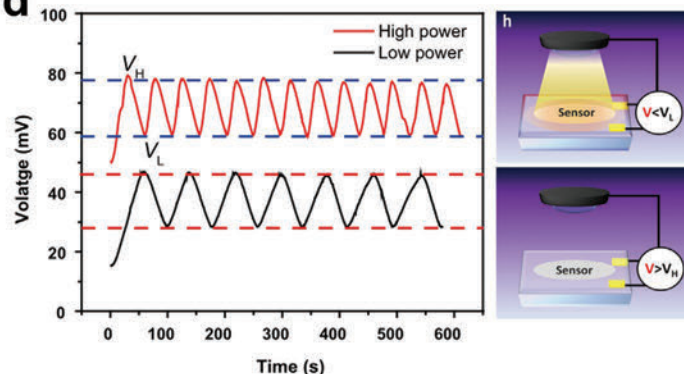 d
100
80
60
40
20
0
Volatge (mV)
High power
Low power
V_H
V_L
0 100 200 300 400 500 600
Time (s)
h
Sensor
V<V_L
Sensor
V>V_H